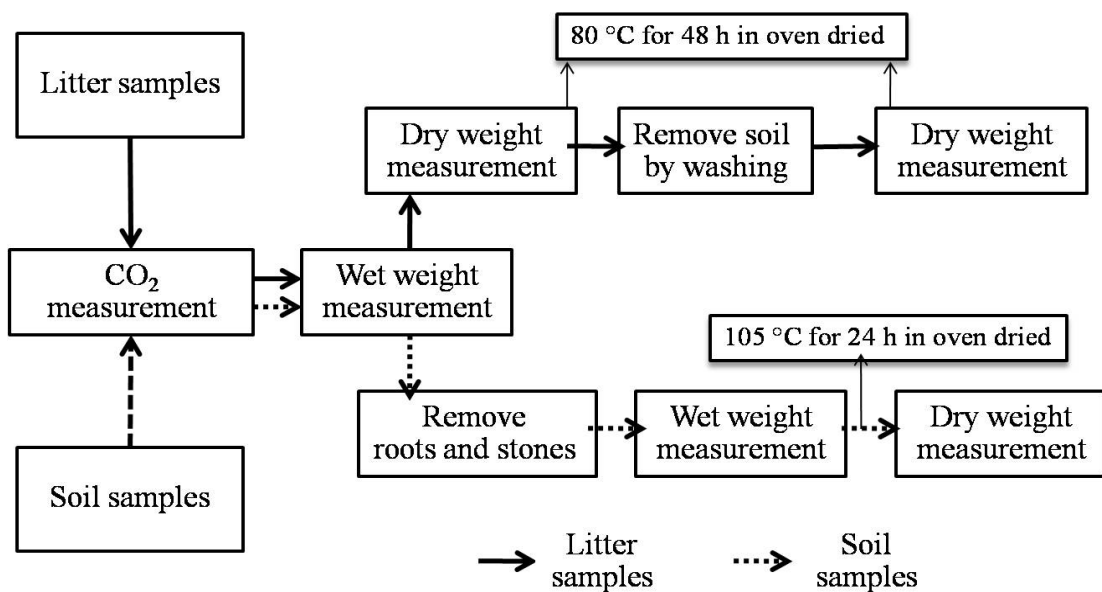 Litter samples
80 °C for 48 h in oven dried
Dry weight
measurement
Remove soil
by washing
Dry weight
measurement
CO₂
measurement
Wet weight
measurement
105 °C for 24 h in oven dried
Remove
roots and stones
Wet weight
measurement
Dry weight
measurement
Soil samples
Litter
samples
Soil
samples